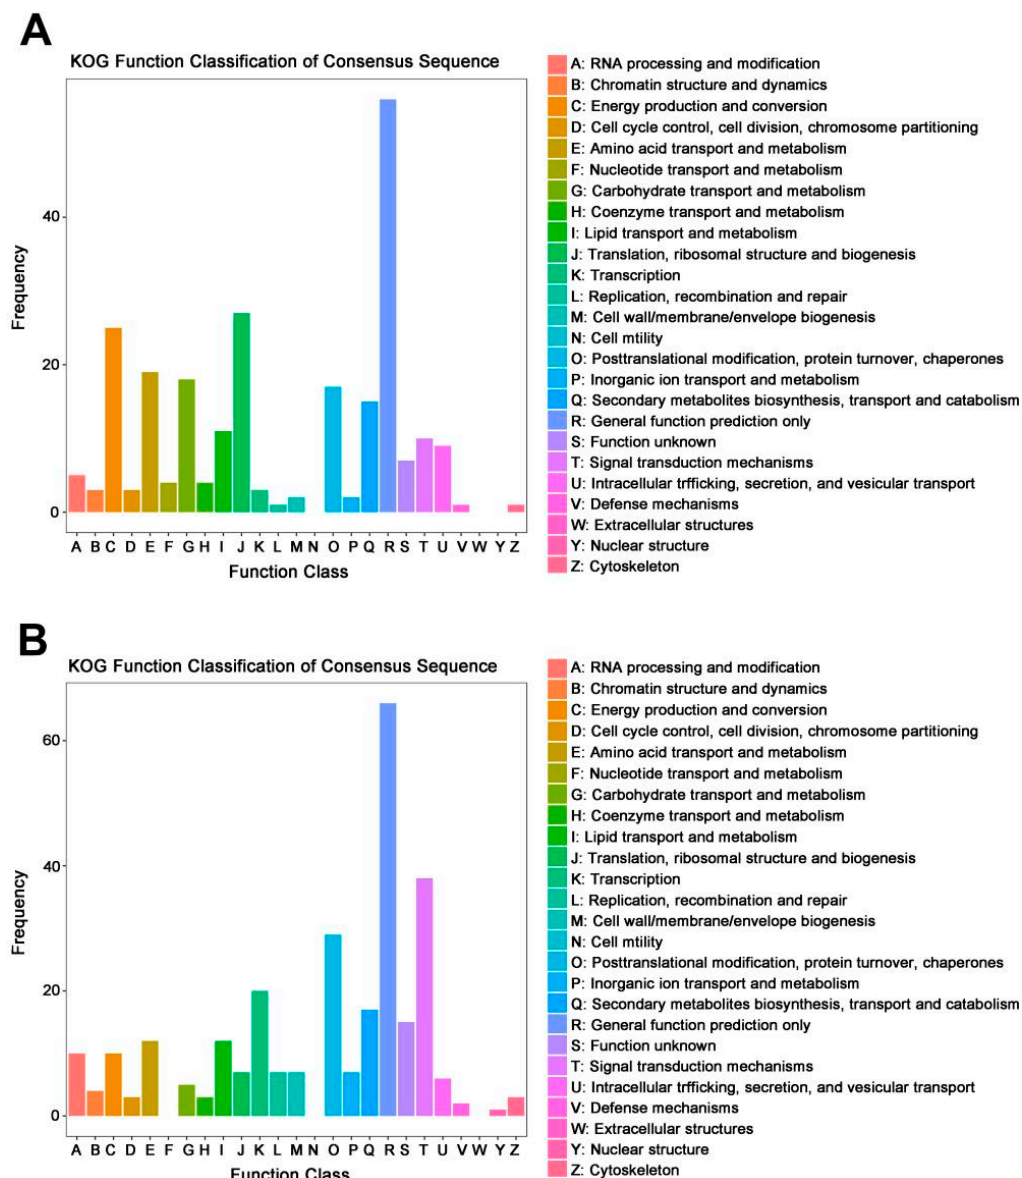 A
KOG Function Classification of Consensus Sequence
Frequency
40
20
0
A B C D E F G H I J K L M N O P Q R S T U V W Y Z
Function Class
A: RNA processing and modification
B: Chromatin structure and dynamics
C: Energy production and conversion
D: Cell cycle control, cell division, chromosome partitioning
E: Amino acid transport and metabolism
F: Nucleotide transport and metabolism
G: Carbohydrate transport and metabolism
H: Coenzyme transport and metabolism
I: Lipid transport and metabolism
J: Translation, ribosomal structure and biogenesis
K: Transcription
L: Replication, recombination and repair
M: Cell wall/membrane/envelope biogenesis
N: Cell mtility
O: Posttranslational modification, protein turnover, chaperones
P: Inorganic ion transport and metabolism
Q: Secondary metabolites biosynthesis, transport and catabolism
R: General function prediction only
S: Function unknown
T: Signal transduction mechanisms
U: Intracellular trfficking, secretion, and vesicular transport
V: Defense mechanisms
W: Extracellular structures
Y: Nuclear structure
Z: Cytoskeleton
B
KOG Function Classification of Consensus Sequence
Frequency
60
40
20
0
A B C D E F G H I J K L M N O P Q R S T U V W Y Z
Function Class
A: RNA processing and modification
B: Chromatin structure and dynamics
C: Energy production and conversion
D: Cell cycle control, cell division, chromosome partitioning
E: Amino acid transport and metabolism
F: Nucleotide transport and metabolism
G: Carbohydrate transport and metabolism
H: Coenzyme transport and metabolism
I: Lipid transport and metabolism
J: Translation, ribosomal structure and biogenesis
K: Transcription
L: Replication, recombination and repair
M: Cell wall/membrane/envelope biogenesis
N: Cell mtility
O: Posttranslational modification, protein turnover, chaperones
P: Inorganic ion transport and metabolism
Q: Secondary metabolites biosynthesis, transport and catabolism
R: General function prediction only
S: Function unknown
T: Signal transduction mechanisms
U: Intracellular trfficking, secretion, and vesicular transport
V: Defense mechanisms
W: Extracellular structures
Y: Nuclear structure
Z: Cytoskeleton